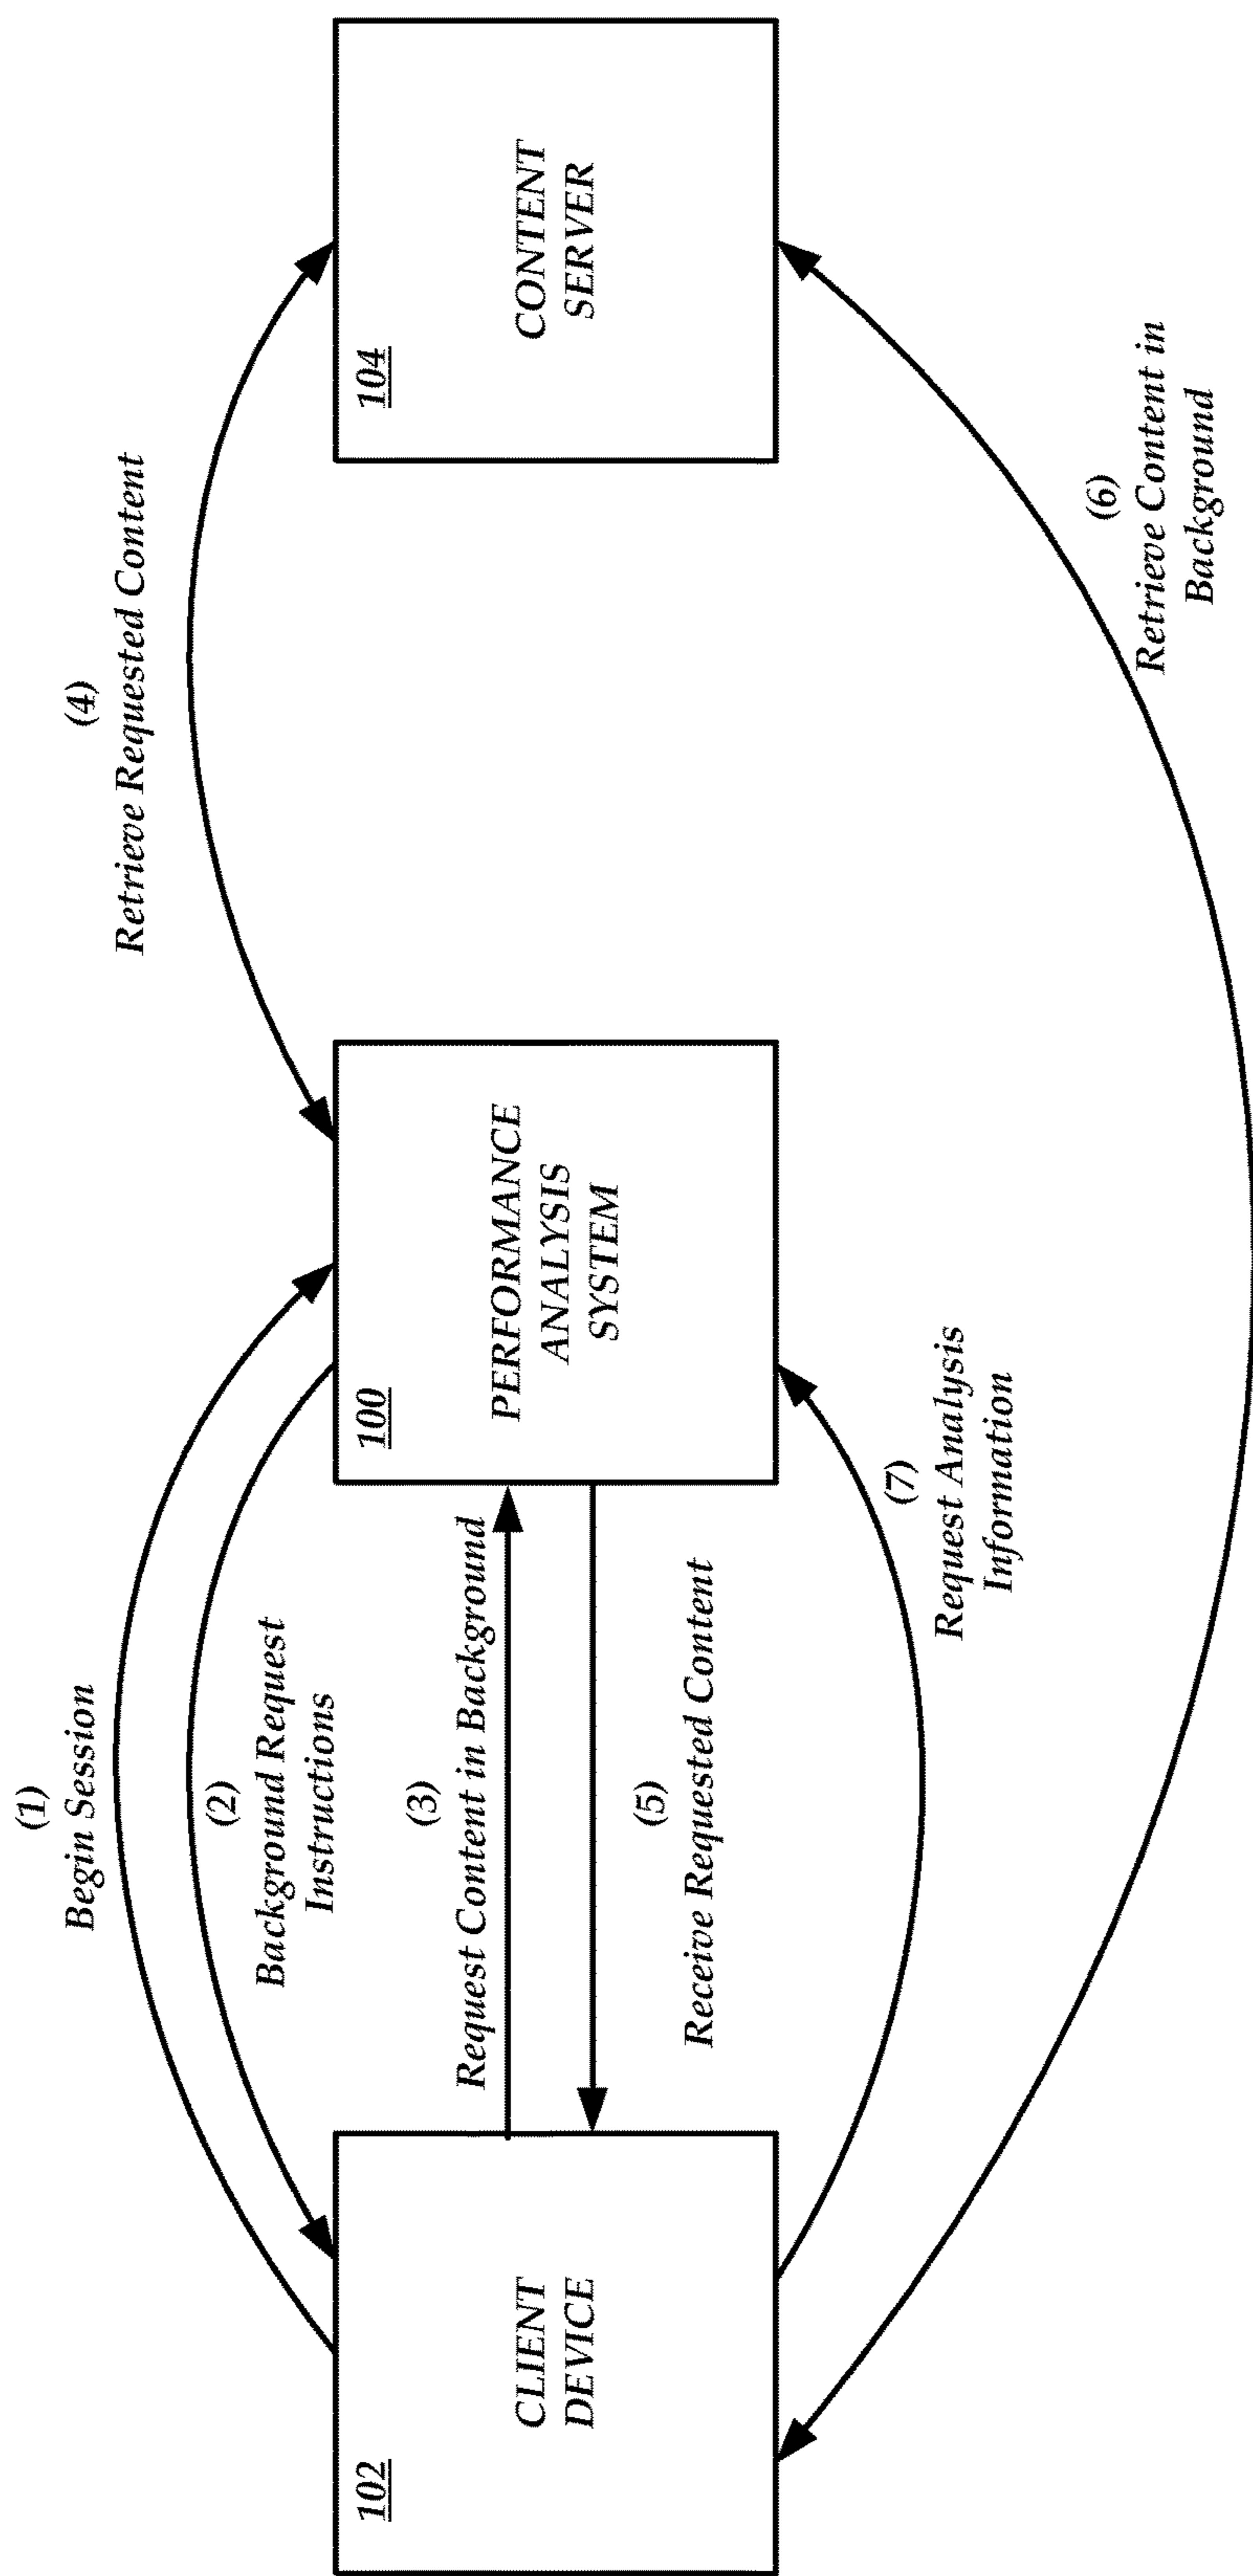 (1)
Begin Session
(2)
Background Request
Instructions
(3)
Request Content in Background
(4)
Retrieve Requested Content
(5)
Receive Requested Content
(6)
Retrieve Content in
Background
(7)
Request Analysis
Information
102
CLIENT
DEVICE
100
PERFORMANCE
ANALYSIS
SYSTEM
104
CONTENT
SERVER